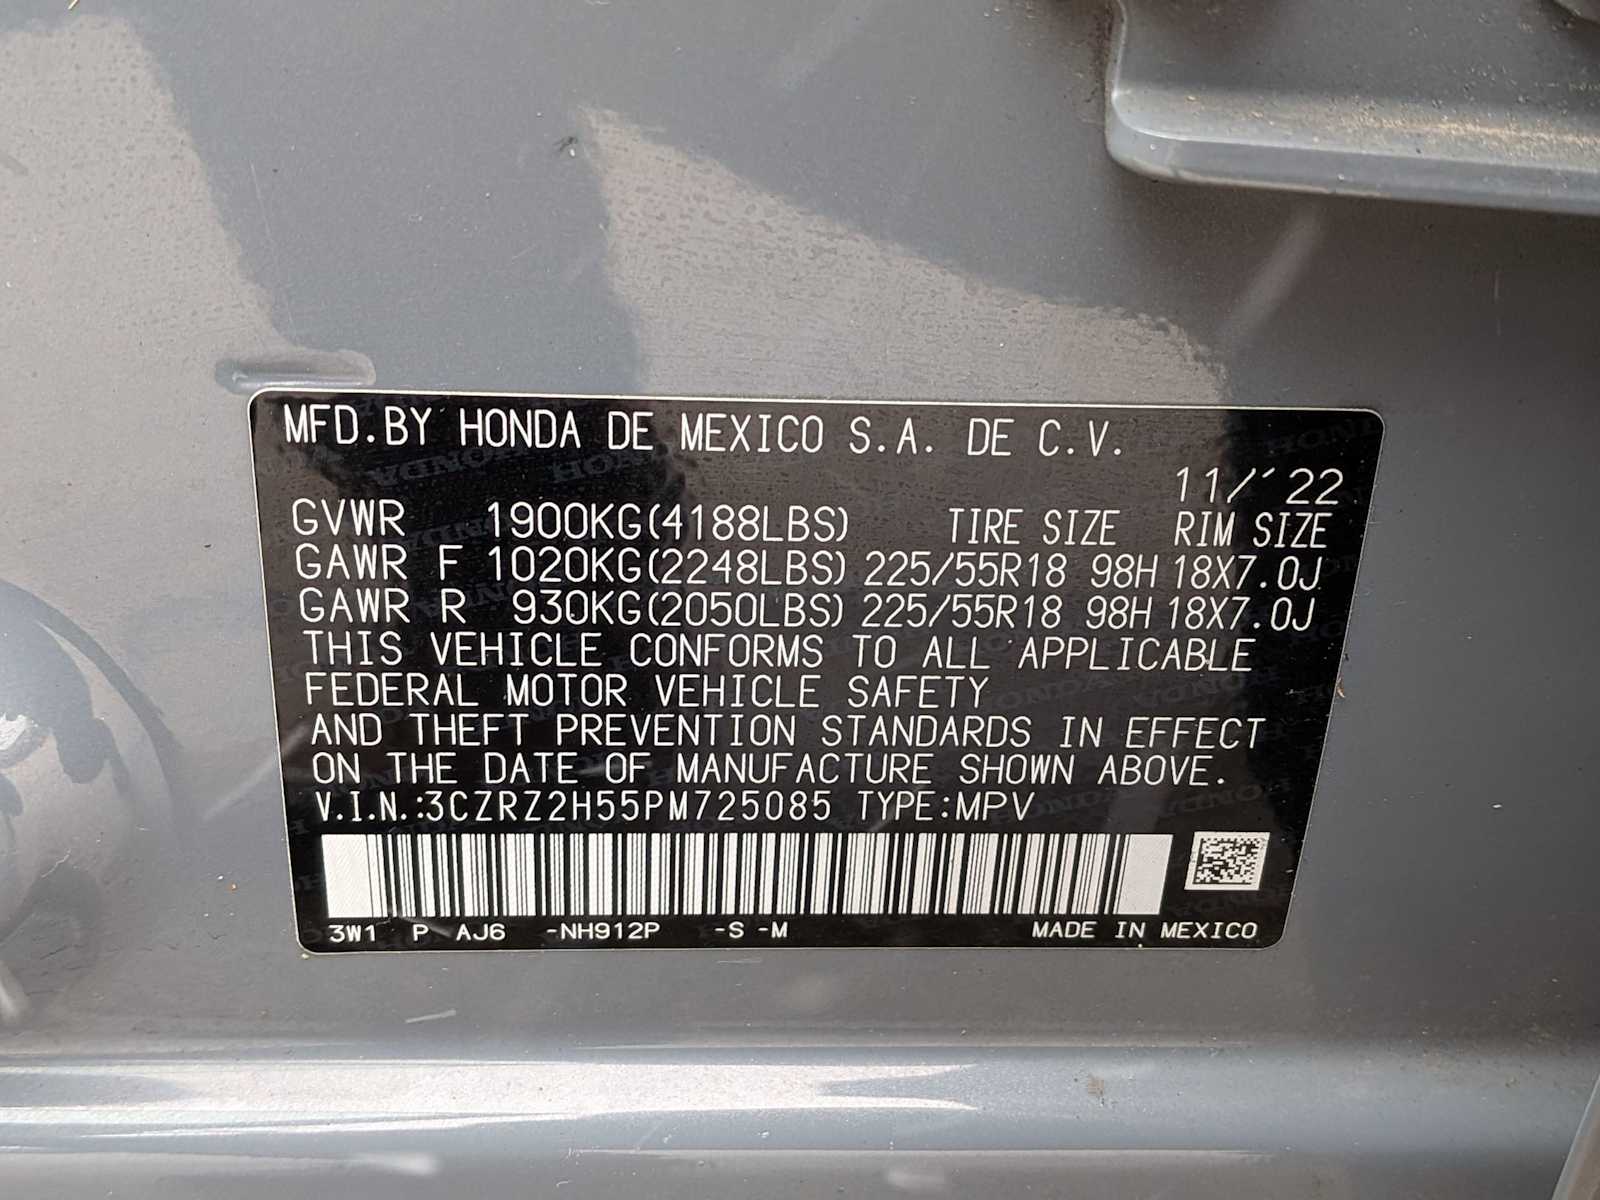 MFD.BY HONDA DE MEXICO S.A. DE C.V.
11/'22
GVWR 1900KG(4188LBS) TIRE SIZE RIM SIZE
GAWR F 1020KG(2248LBS) 225/55R18 98H 18X7.0J
GAWR R 930KG(2050LBS) 225/55R18 98H 18X7.0J
THIS VEHICLE CONFORMS TO ALL APPLICABLE
FEDERAL MOTOR VEHICLE SAFETY
AND THEFT PREVENTION STANDARDS IN EFFECT
ON THE DATE OF MANUFACTURE SHOWN ABOVE.
V.I.N.:3CZRZ2H55PM725085 TYPE:MPV
3W1 P AJ6 -NH912P -S -M MADE IN MEXICO